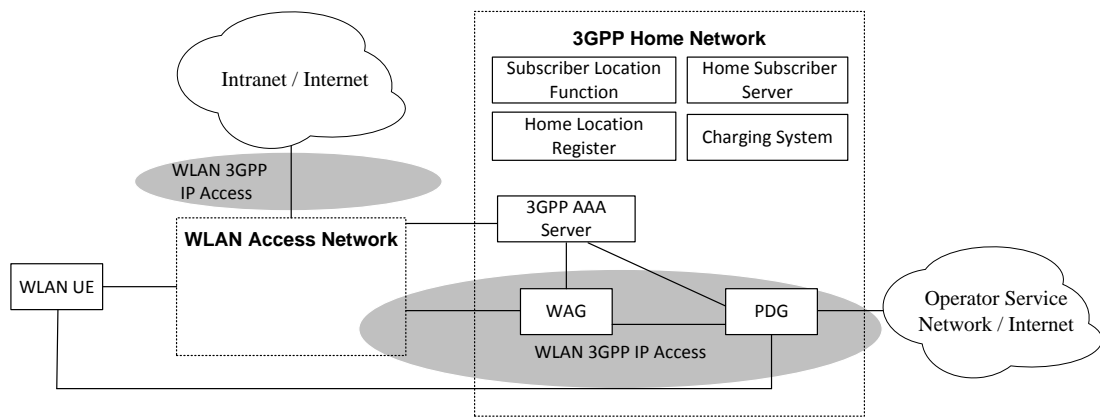 3GPP Home Network
Subscriber Location
Function
Home Subscriber
Server
Home Location
Register
Charging System
Intranet / Internet
WLAN 3GPP
IP Access
3GPP AAA
Server
WLAN Access Network
WLAN UE
WAG
PDG
Operator Service
Network / Internet
WLAN 3GPP IP Access